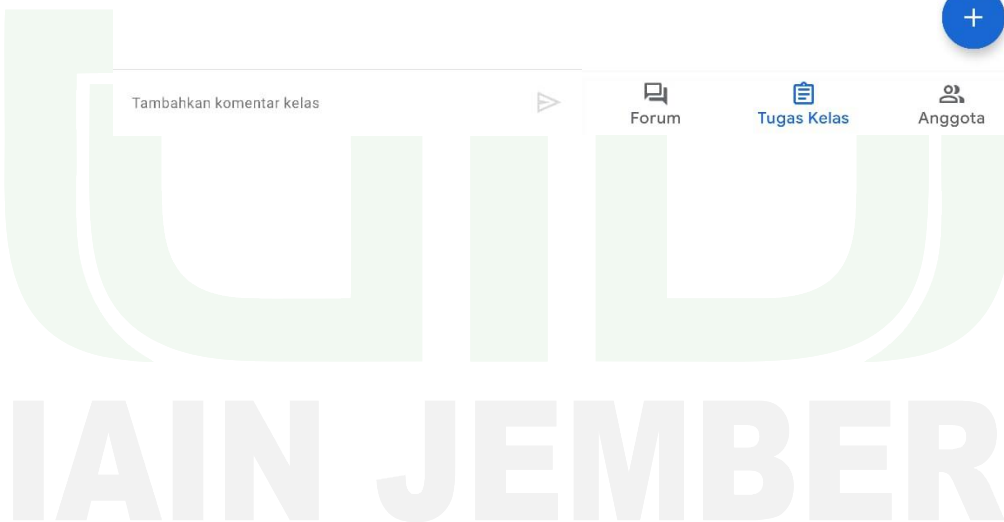 Tambahkan komentar kelas
Forum Tugas Kelas Anggota
IAIN JEMBER